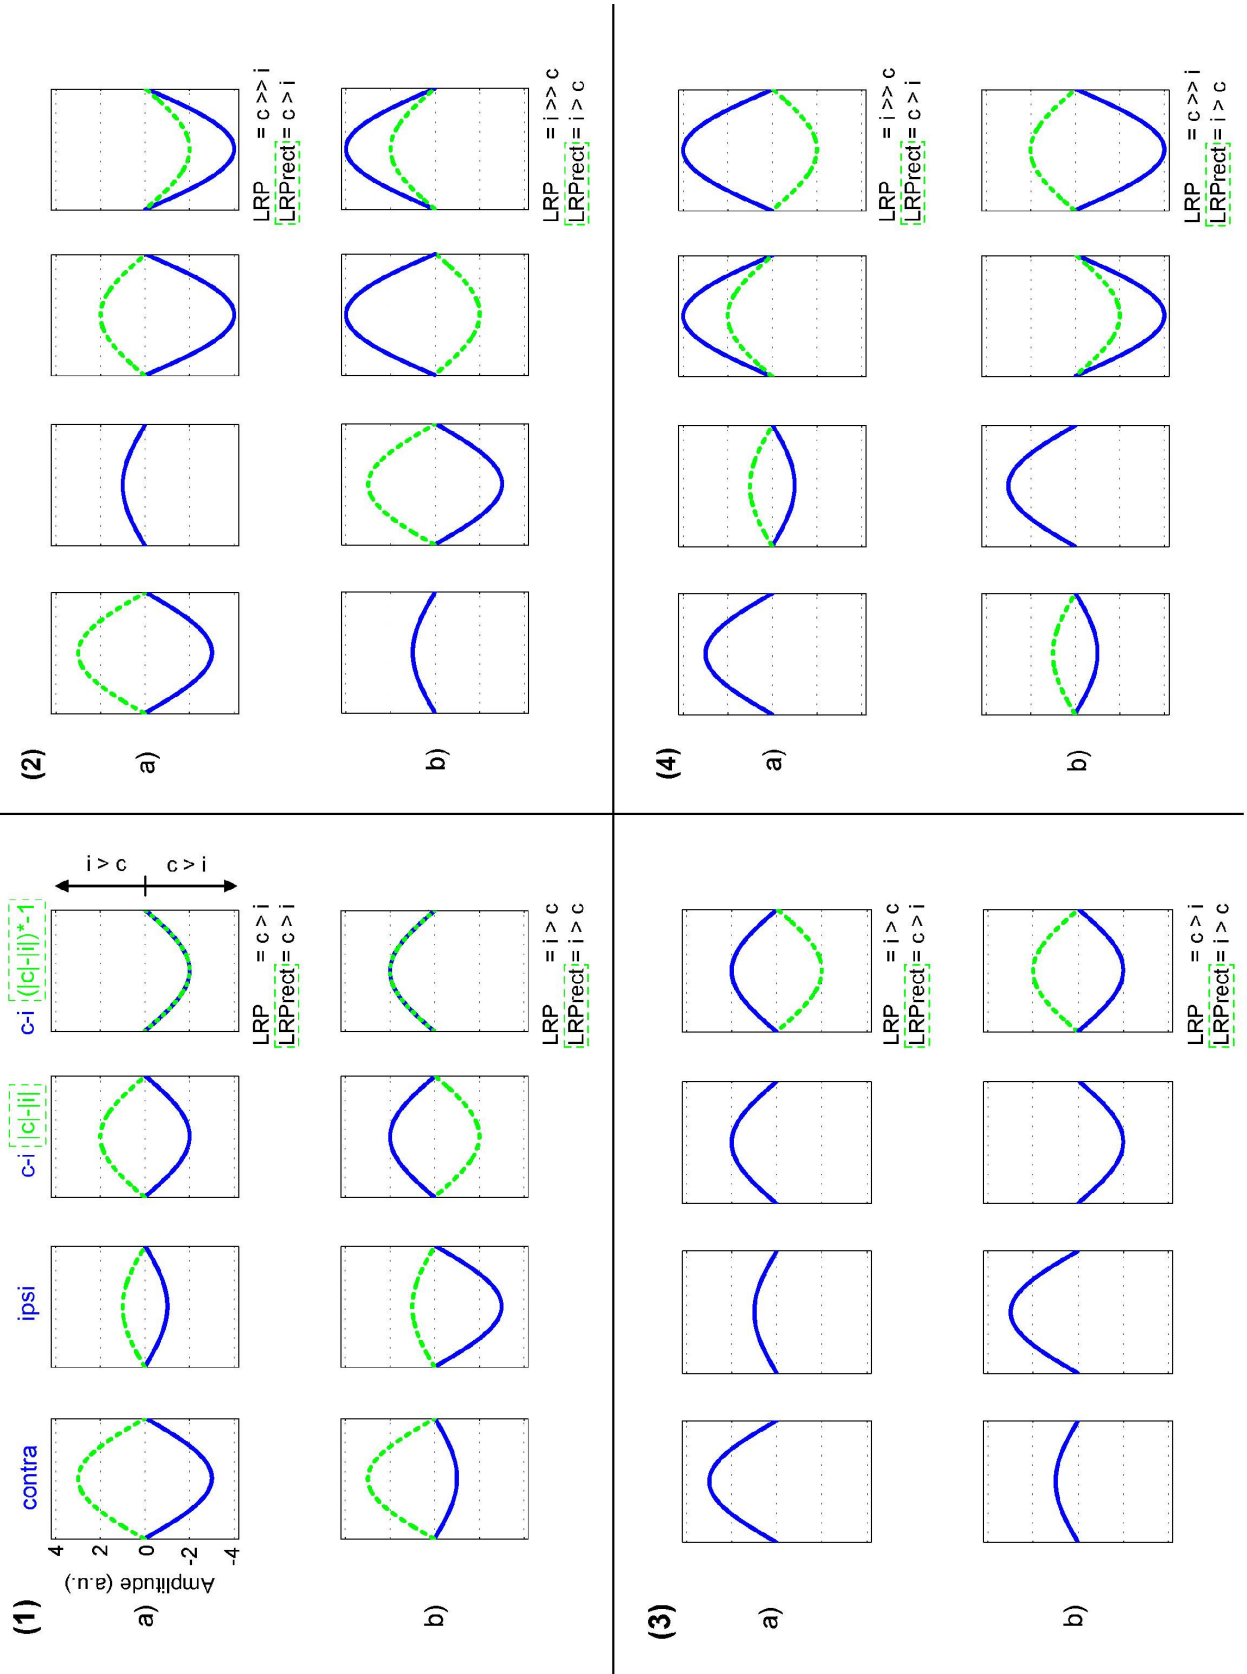 (1)
contra
ipsi
c-i |c|-|i|
c-i (|c|-|i|)*-1
a)
Amplitude (a.u.)
4
2
0
-2
-4
i > c
c > i
LRP = c > i
LRPrect = c > i
b)
LRP = i > c
LRPrect = i > c
(2)
a)
LRP = c >> i
LRPrect = c > i
b)
LRP = i >> c
LRPrect = i > c
(3)
a)
LRP = i > c
LRPrect = c > i
b)
LRP = c > i
LRPrect = i > c
(4)
a)
LRP = i >> c
LRPrect = c > i
b)
LRP = c >> i
LRPrect = i > c